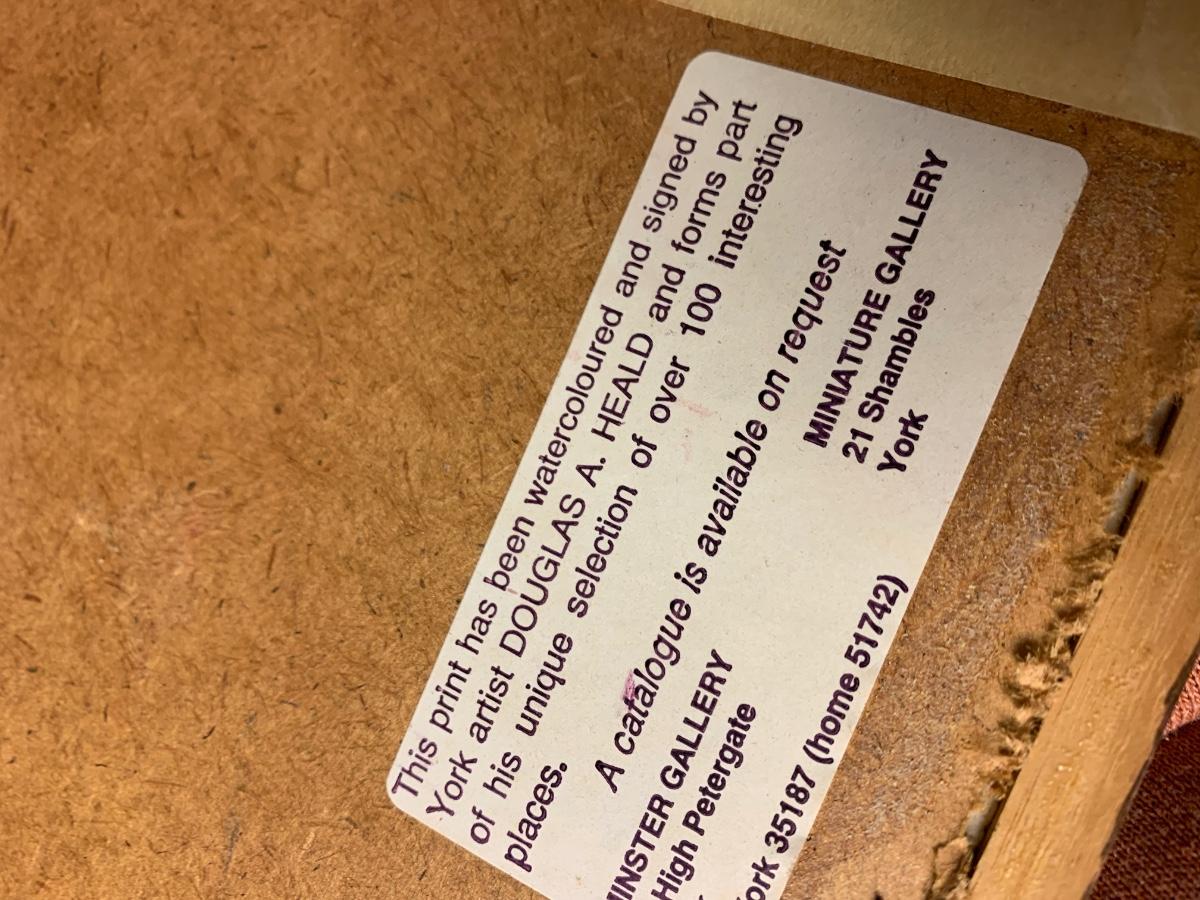 This print has been watercoloured and signed by
York artist DOUGLAS A. HEALD and forms part
of his unique selection of over 100 interesting
places.
A catalogue is available on request
INSTER GALLERY
High Petergate
ork 35187 (home 51742)
MINIATURE GALLERY
21 Shambles
York